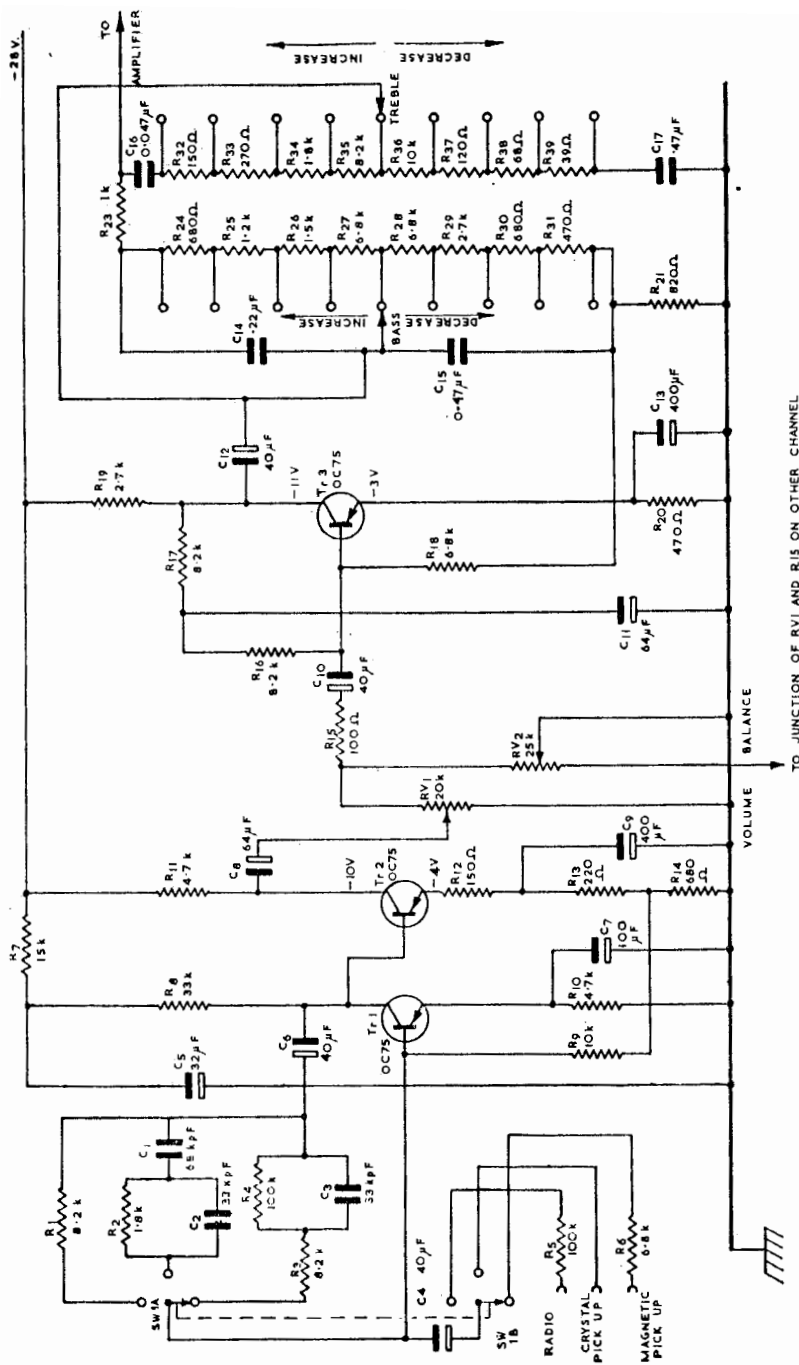 -28V.
TO
AMPLIFIER
INCREASE
DECREASE
TREBLE
C16
0·047μF
R32
150Ω
R33
270Ω
R34
1·8k
R35
8·2k
R36
10k
R37
120Ω
R38
68Ω
R39
39Ω
C17
·47μF
R23 1k
R24
680Ω
R25
1·2k
R26
1·5k
R27
6·8k
R28
6·8k
R29
2·7k
R30
680Ω
R31
470Ω
INCREASE
BASS
DECREASE
C14
·22μF
C15
0·47μF
R21
820Ω
C12
40μF
R19
2·7k
-11V
Tr3
OC75
-3V
C13
400μF
R20
470Ω
R17
8·2k
R18
6·8k
R16
8·2k
C11
64μF
C10
40μF
R15
100Ω
RV2
25k
BALANCE
RV1
20k
VOLUME
TO JUNCTION OF RV1 AND R15 ON OTHER CHANNEL
C8
64μF
R11
4·7k
-10V
Tr2
OC75
-4V
R12
150Ω
C9
400
μF
R13
220
Ω
R14
680
Ω
R7
15k
R8
33k
C7
100
μF
R10
4·7k
R9
10k
Tr1
OC75
C6
40μF
C5
32μF
R1
8·2k
C1
R2
1·8k
C2
33kpF
R4
100k
C3
33kpF
R3
8·2k
SW1A
C4 40μF
SW
1B
R5
100k
R6
6·8k
RADIO
CRYSTAL
PICK UP
MAGNETIC
PICK UP